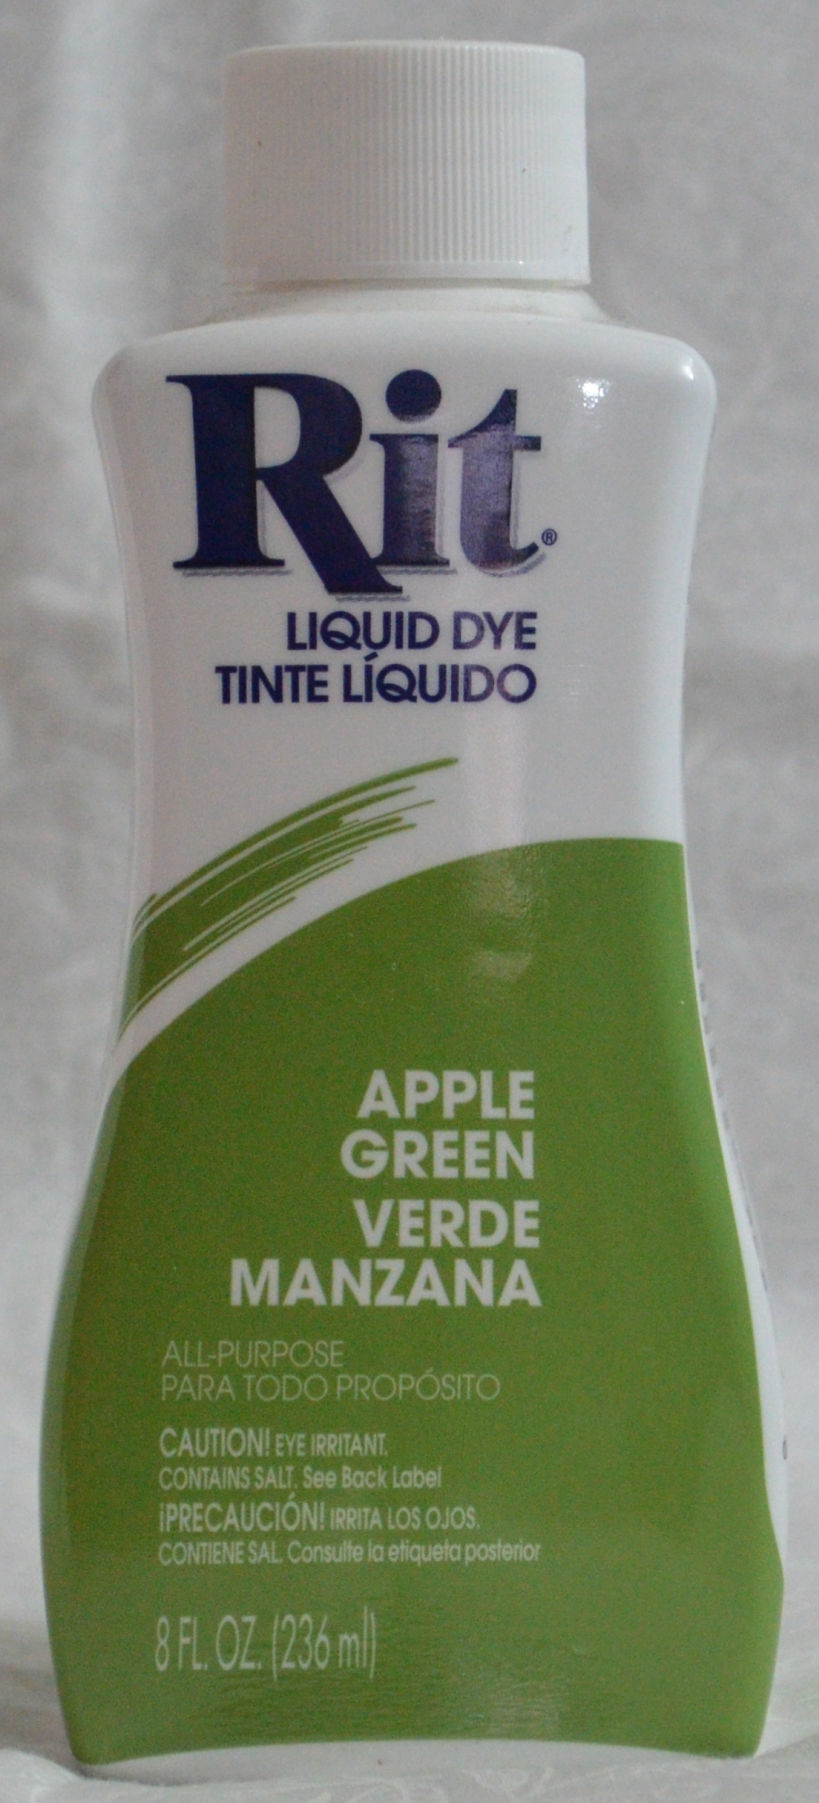 Rit®
LIQUID DYE
TINTE LÍQUIDO
APPLE
GREEN
VERDE
MANZANA
ALL-PURPOSE
PARA TODO PROPÓSITO
CAUTION! EYE IRRITANT.
CONTAINS SALT. See Back Label
¡PRECAUCIÓN! IRRITA LOS OJOS.
CONTIENE SAL. Consulte la etiqueta posterior
8 FL. OZ. (236 ml)